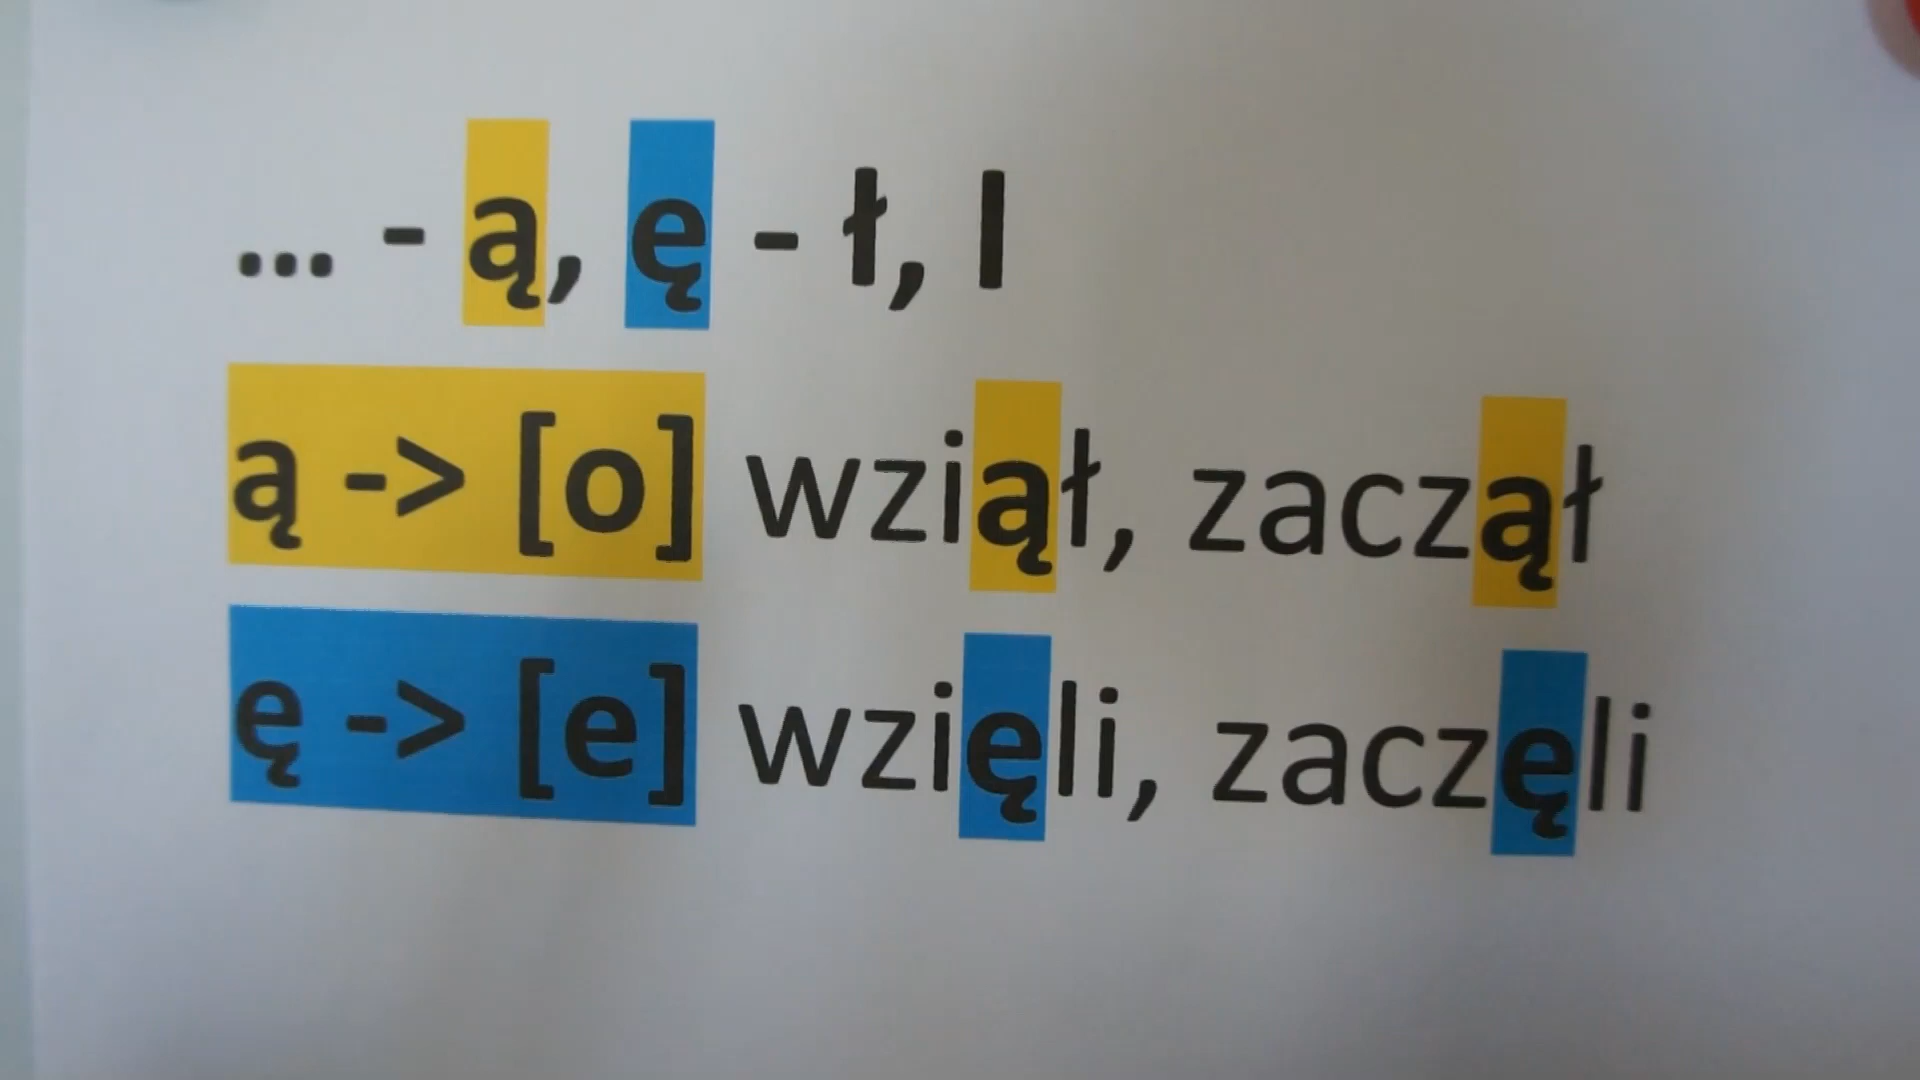 ... - ą, ę - ł, l
ą -> [o] wziął, zaczął
ę -> [e] wzięli, zaczęli